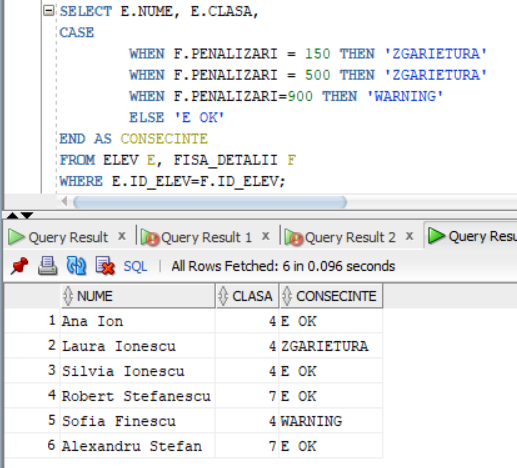 SELECT E.NUME, E.CLASA,
CASE
WHEN F.PENALIZARI = 150 THEN 'ZGARIETURA'
WHEN F.PENALIZARI = 500 THEN 'ZGARIETURA'
WHEN F.PENALIZARI=900 THEN 'WARNING'
ELSE 'E OK'
END AS CONSECINTE
FROM ELEV E, FISA_DETALII F
WHERE E.ID_ELEV=F.ID_ELEV;
Query Result x Query Result 1 x Query Result 2 x Query Resu
SQL | All Rows Fetched: 6 in 0.096 seconds
NUME CLASA CONSECINTE
1 Ana Ion 4 E OK
2 Laura Ionescu 4 ZGARIETURA
3 Silvia Ionescu 4 E OK
4 Robert Stefanescu 7 E OK
5 Sofia Finescu 4 WARNING
6 Alexandru Stefan 7 E OK